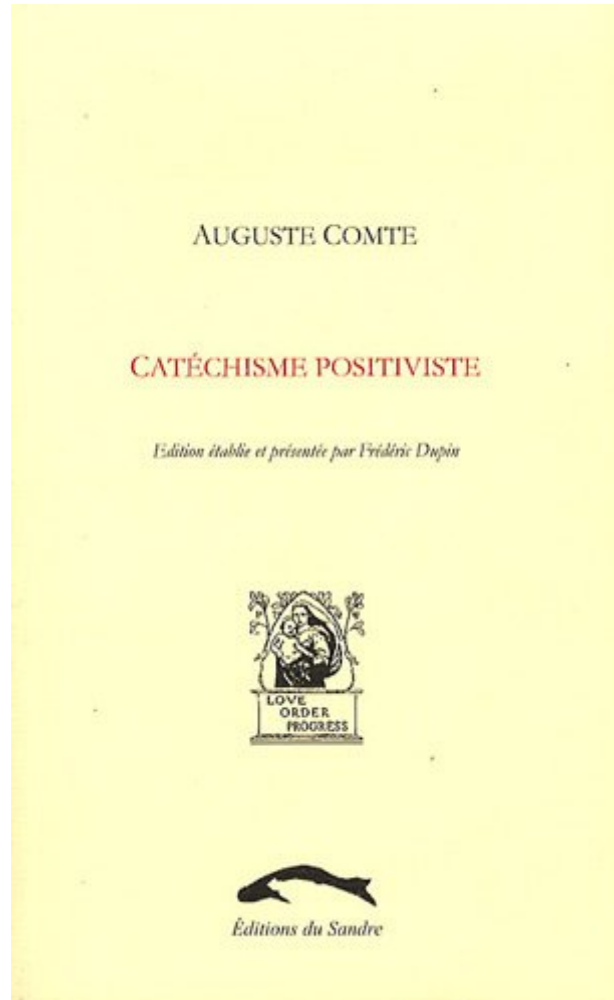 AUGUSTE COMTE
CATÉCHISME POSITIVISTE
Edition établie et présentée par Frédéric Dupin
LOVE
ORDER
PROGRESS
Éditions du Sandre